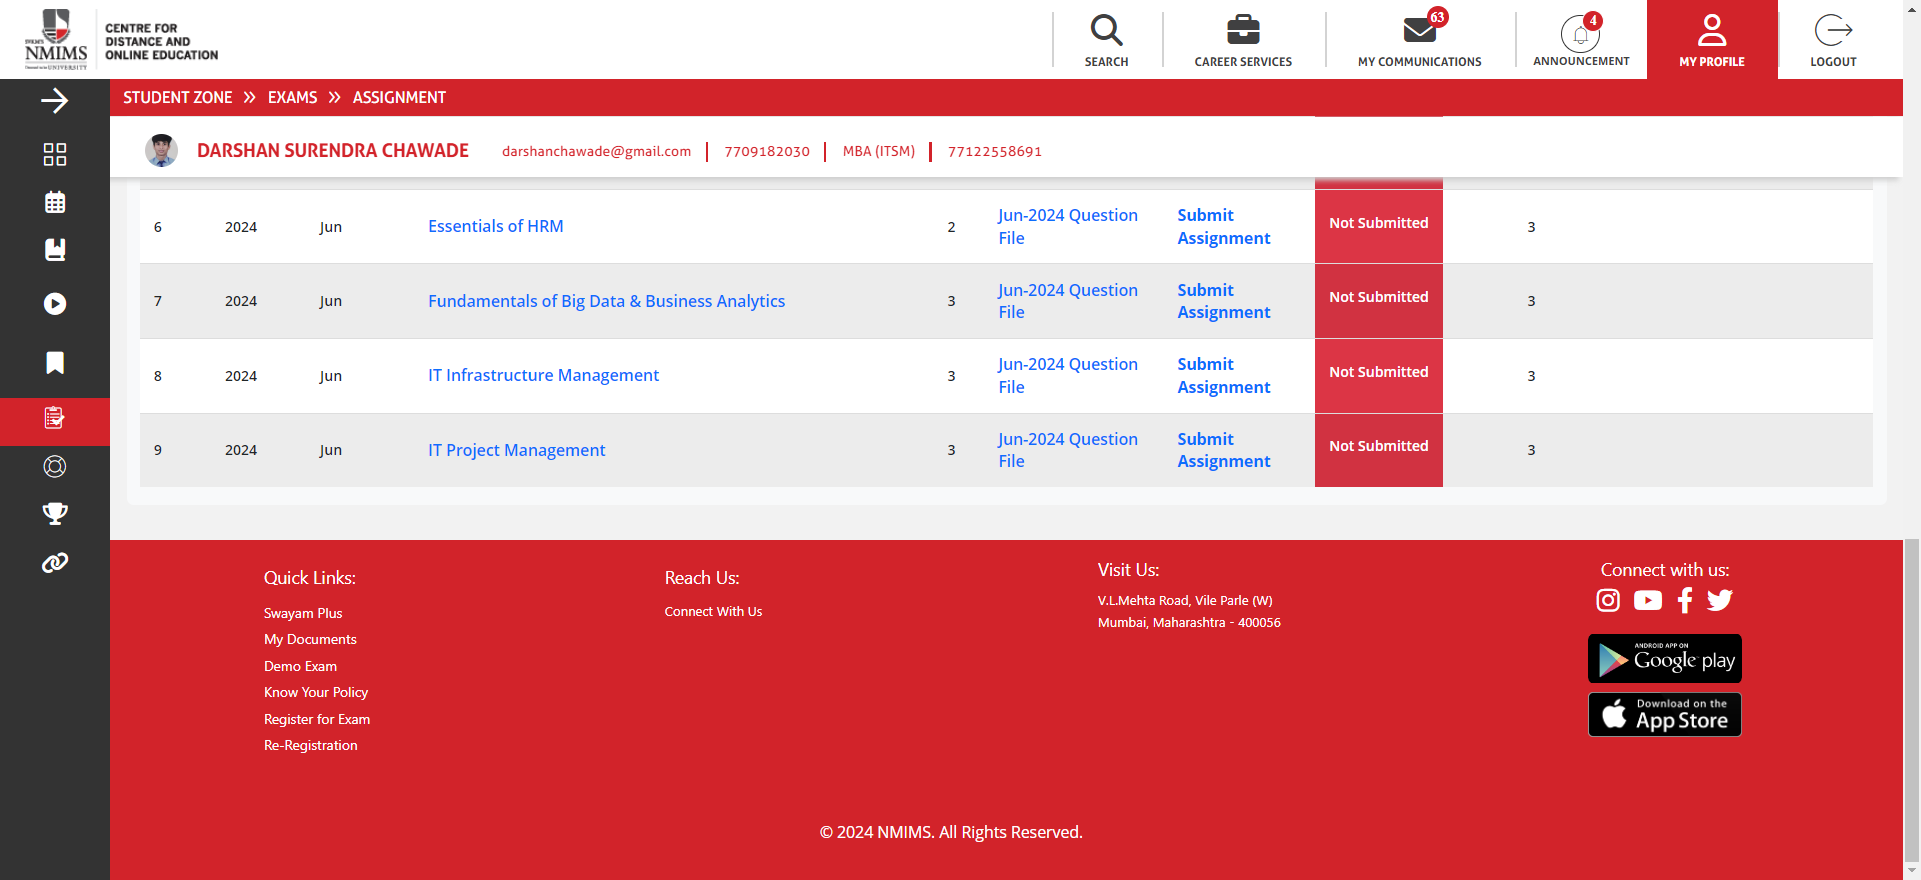 SVKM'S
NMIMS
CENTRE FOR
DISTANCE AND
ONLINE EDUCATION
SEARCH
CAREER SERVICES
63
MY COMMUNICATIONS
4
ANNOUNCEMENT
MY PROFILE
LOGOUT
STUDENT ZONE » EXAMS » ASSIGNMENT
DARSHAN SURENDRA CHAWADE darshanchawade@gmail.com | 7709182030 | MBA (ITSM) | 77122558691
6 2024 Jun Essentials of HRM 2 Jun-2024 Question File Submit Assignment Not Submitted 3
7 2024 Jun Fundamentals of Big Data & Business Analytics 3 Jun-2024 Question File Submit Assignment Not Submitted 3
8 2024 Jun IT Infrastructure Management 3 Jun-2024 Question File Submit Assignment Not Submitted 3
9 2024 Jun IT Project Management 3 Jun-2024 Question File Submit Assignment Not Submitted 3
Quick Links:
Swayam Plus
My Documents
Demo Exam
Know Your Policy
Register for Exam
Re-Registration
Reach Us:
Connect With Us
Visit Us:
V.L.Mehta Road, Vile Parle (W)
Mumbai, Maharashtra - 400056
Connect with us:
ANDROID APP ON
Google play
Download on the
App Store
© 2024 NMIMS. All Rights Reserved.